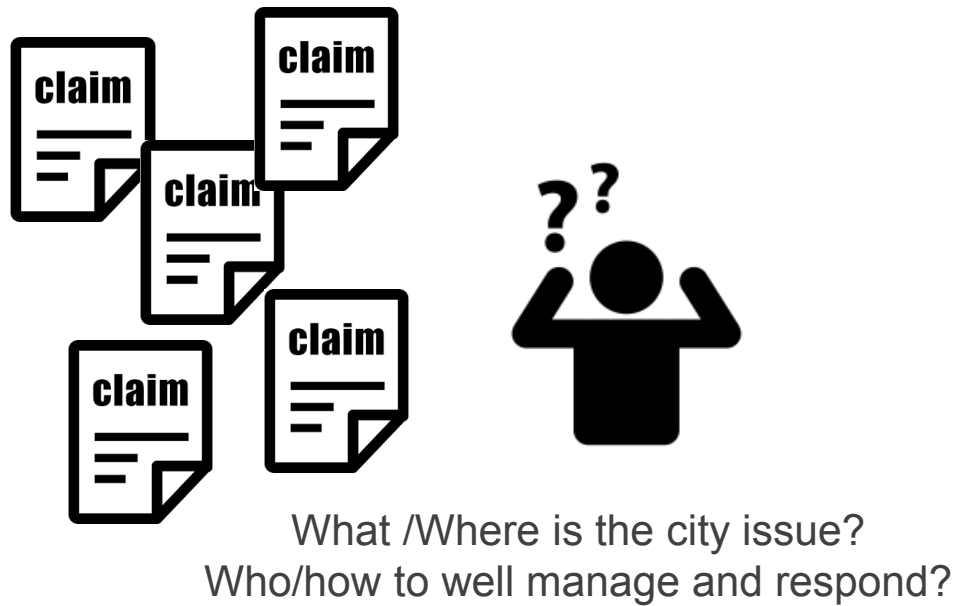 claim
claim
claim
claim
claim
? ?
What /Where is the city issue?
Who/how to well manage and respond?